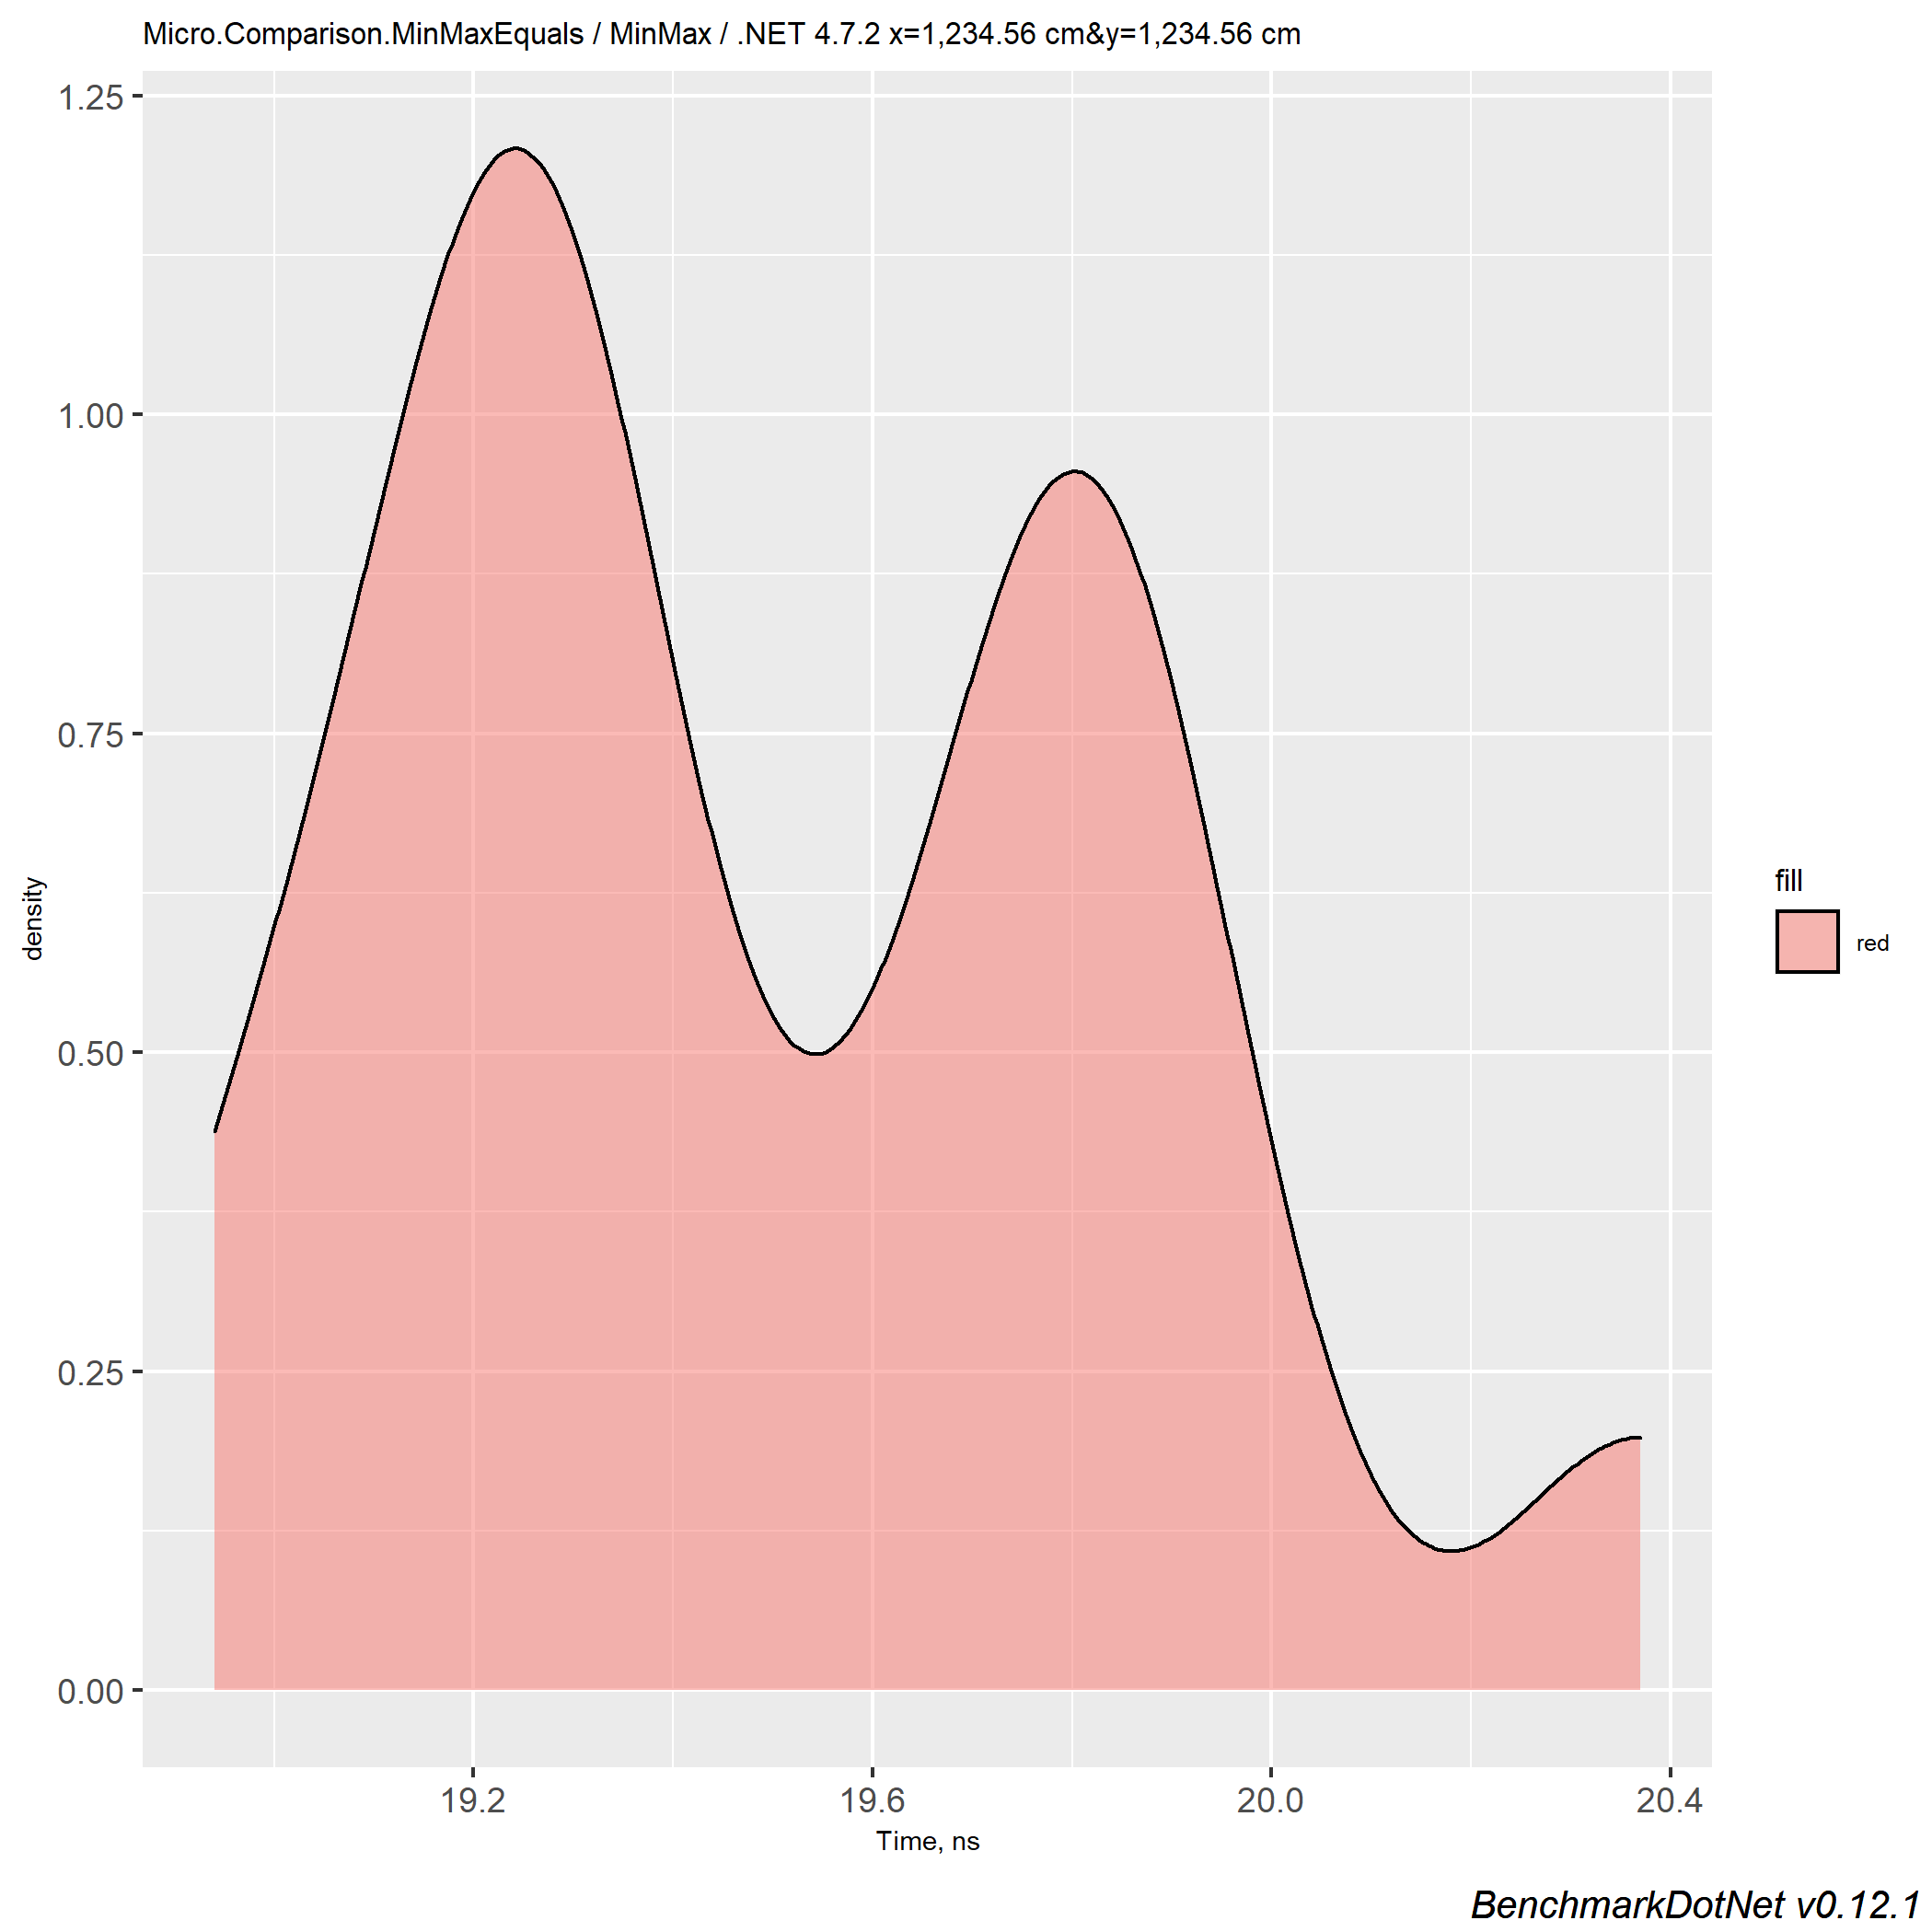 Micro.Comparison.MinMaxEquals / MinMax / .NET 4.7.2 x=1,234.56 cm&y=1,234.56 cm
1.25
1.00
0.75
0.50
0.25
0.00
density
19.2
19.6
20.0
20.4
Time, ns
fill
red
BenchmarkDotNet v0.12.1